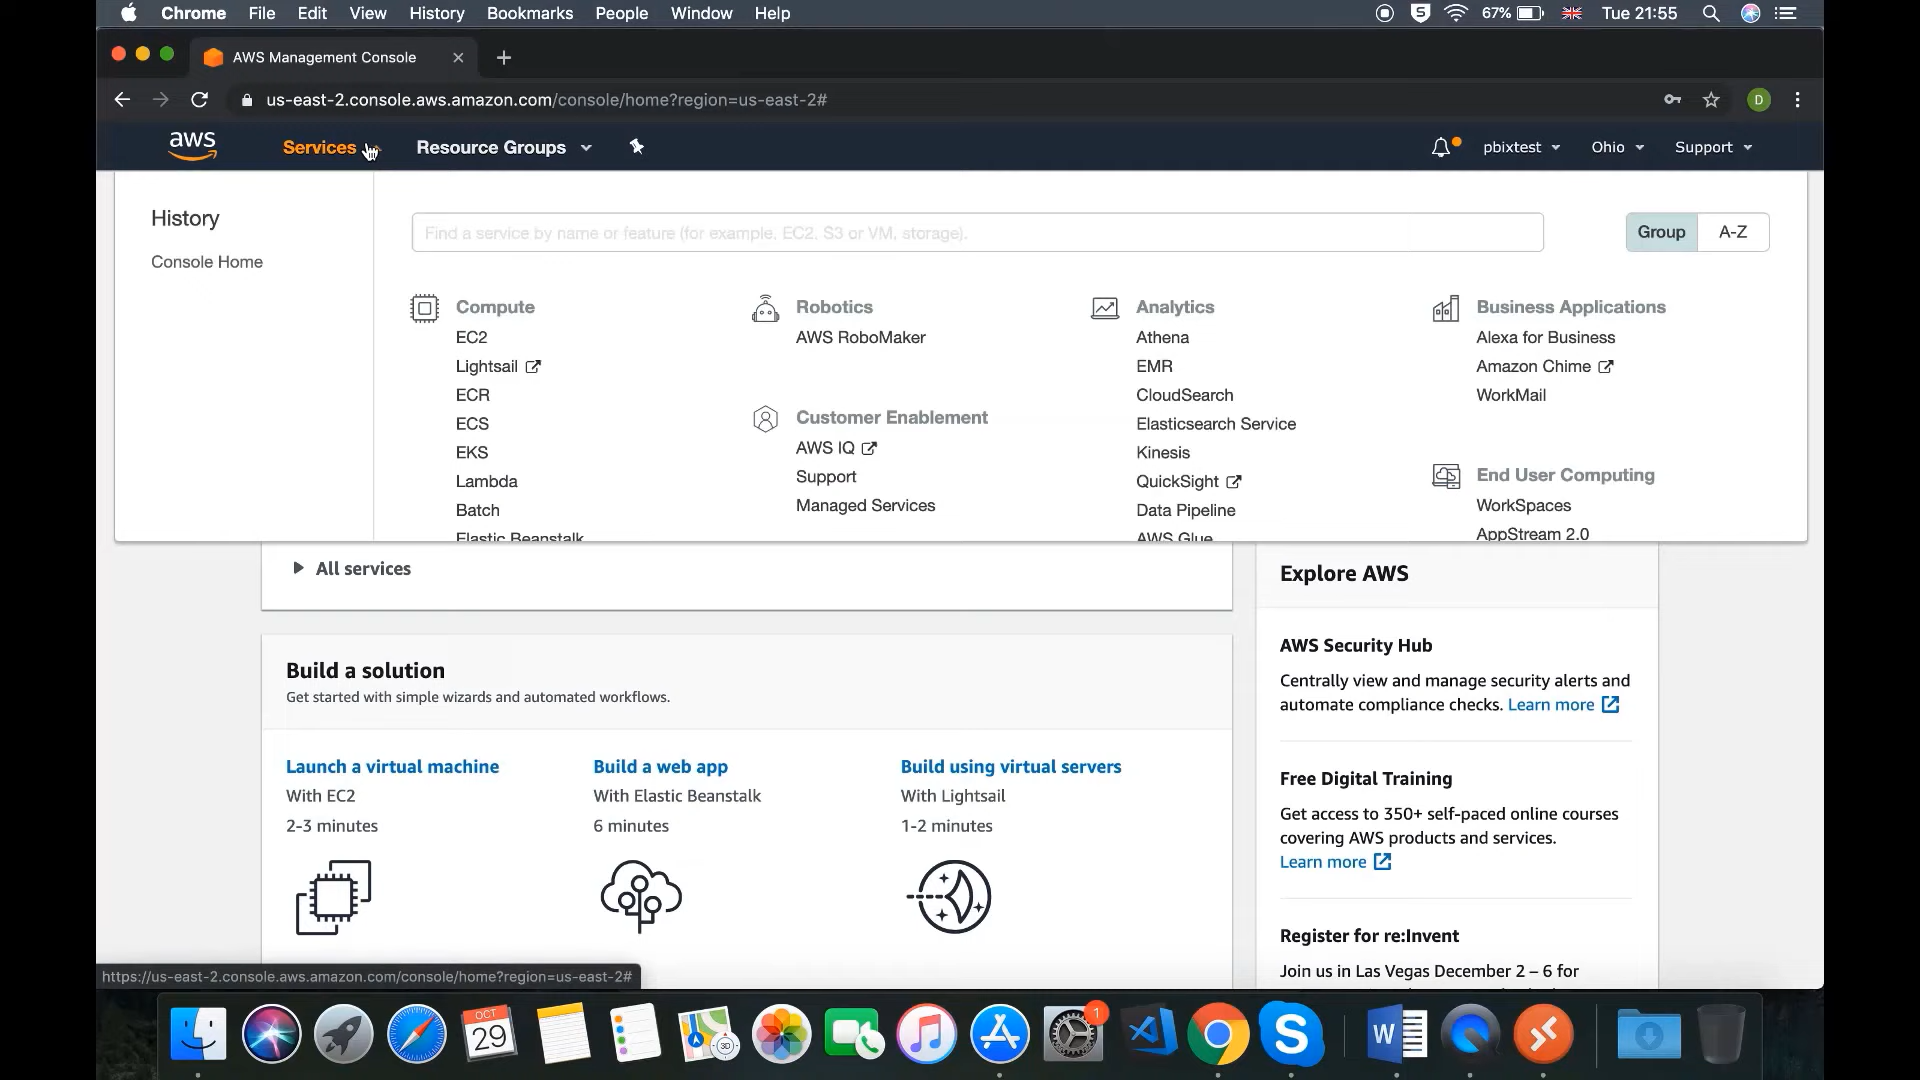 Chrome File Edit View History Bookmarks People Window Help 67% Tue 21:55
AWS Management Console
us-east-2.console.aws.amazon.com/console/home?region=us-east-2# D
aws Services Resource Groups pbixtest Ohio Support
History
Console Home
Find a service by name or feature (for example, EC2, S3 or VM, storage).
Group A-Z
Compute
EC2
Lightsail
ECR
ECS
EKS
Lambda
Batch
Elastic Beanstalk
Robotics
AWS RoboMaker
Customer Enablement
AWS IQ
Support
Managed Services
Analytics
Athena
EMR
CloudSearch
Elasticsearch Service
Kinesis
QuickSight
Data Pipeline
AWS Glue
Business Applications
Alexa for Business
Amazon Chime
WorkMail
End User Computing
WorkSpaces
AppStream 2.0
All services
Build a solution
Get started with simple wizards and automated workflows.
Launch a virtual machine
With EC2
2-3 minutes
Build a web app
With Elastic Beanstalk
6 minutes
Build using virtual servers
With Lightsail
1-2 minutes
Explore AWS
AWS Security Hub
Centrally view and manage security alerts and
automate compliance checks. Learn more
Free Digital Training
Get access to 350+ self-paced online courses
covering AWS products and services.
Learn more
Register for re:Invent
Join us in Las Vegas December 2 – 6 for
https://us-east-2.console.aws.amazon.com/console/home?region=us-east-2#
OCT
29
3D
1
S
W